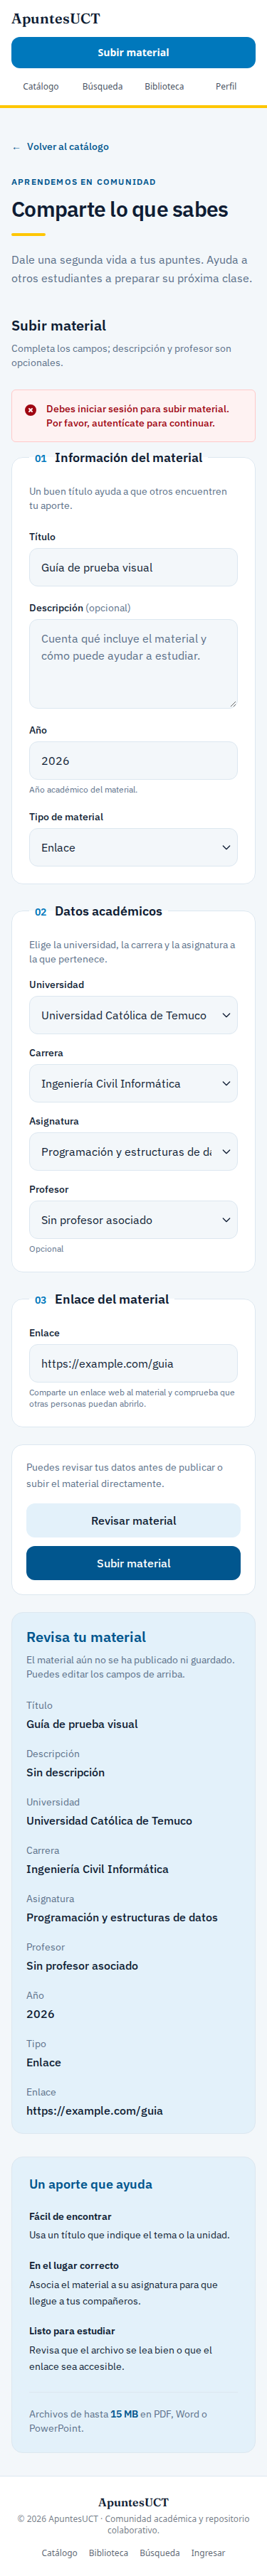 ApuntesUCT
Subir material
Catálogo Búsqueda Biblioteca Perfil
← Volver al catálogo
APRENDEMOS EN COMUNIDAD
Comparte lo que sabes
Dale una segunda vida a tus apuntes. Ayuda a
otros estudiantes a preparar su próxima clase.
Subir material
Completa los campos; descripción y profesor son
opcionales.
Debes iniciar sesión para subir material.
Por favor, autentícate para continuar.
01 Información del material
Un buen título ayuda a que otros encuentren
tu aporte.
Título
Guía de prueba visual
Descripción (opcional)
Cuenta qué incluye el material y
cómo puede ayudar a estudiar.
Año
2026
Año académico del material.
Tipo de material
Enlace
02 Datos académicos
Elige la universidad, la carrera y la asignatura a
la que pertenece.
Universidad
Universidad Católica de Temuco
Carrera
Ingeniería Civil Informática
Asignatura
Programación y estructuras de da
Profesor
Sin profesor asociado
Opcional
03 Enlace del material
Enlace
https://example.com/guia
Comparte un enlace web al material y comprueba que
otras personas puedan abrirlo.
Puedes revisar tus datos antes de publicar o
subir el material directamente.
Revisar material
Subir material
Revisa tu material
El material aún no se ha publicado ni guardado.
Puedes editar los campos de arriba.
Título
Guía de prueba visual
Descripción
Sin descripción
Universidad
Universidad Católica de Temuco
Carrera
Ingeniería Civil Informática
Asignatura
Programación y estructuras de datos
Profesor
Sin profesor asociado
Año
2026
Tipo
Enlace
Enlace
https://example.com/guia
Un aporte que ayuda
Fácil de encontrar
Usa un título que indique el tema o la unidad.
En el lugar correcto
Asocia el material a su asignatura para que
llegue a tus compañeros.
Listo para estudiar
Revisa que el archivo se lea bien o que el
enlace sea accesible.
Archivos de hasta 15 MB en PDF, Word o
PowerPoint.
ApuntesUCT
© 2026 ApuntesUCT · Comunidad académica y repositorio
colaborativo.
Catálogo Biblioteca Búsqueda Ingresar